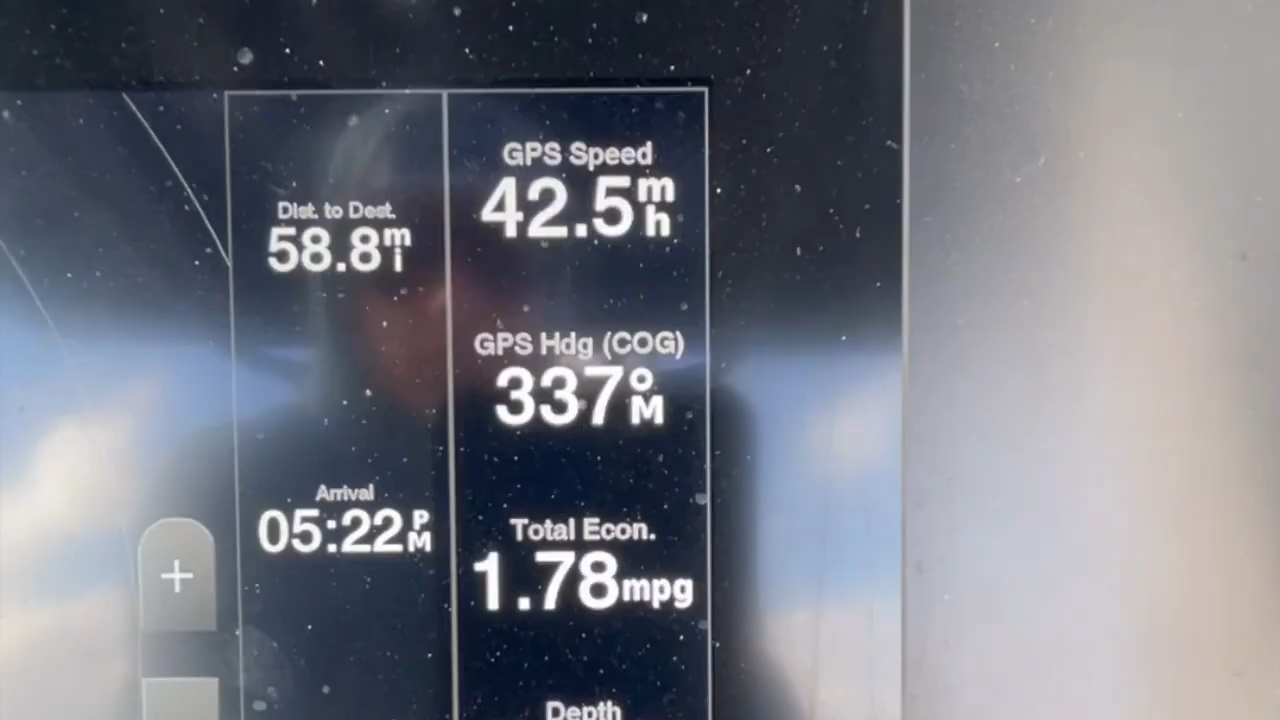 Dist. to Dest.
58.8mi
Arrival
05:22PM
+
GPS Speed
42.5mh
GPS Hdg (COG)
337°M
Total Econ.
1.78mpg
Depth